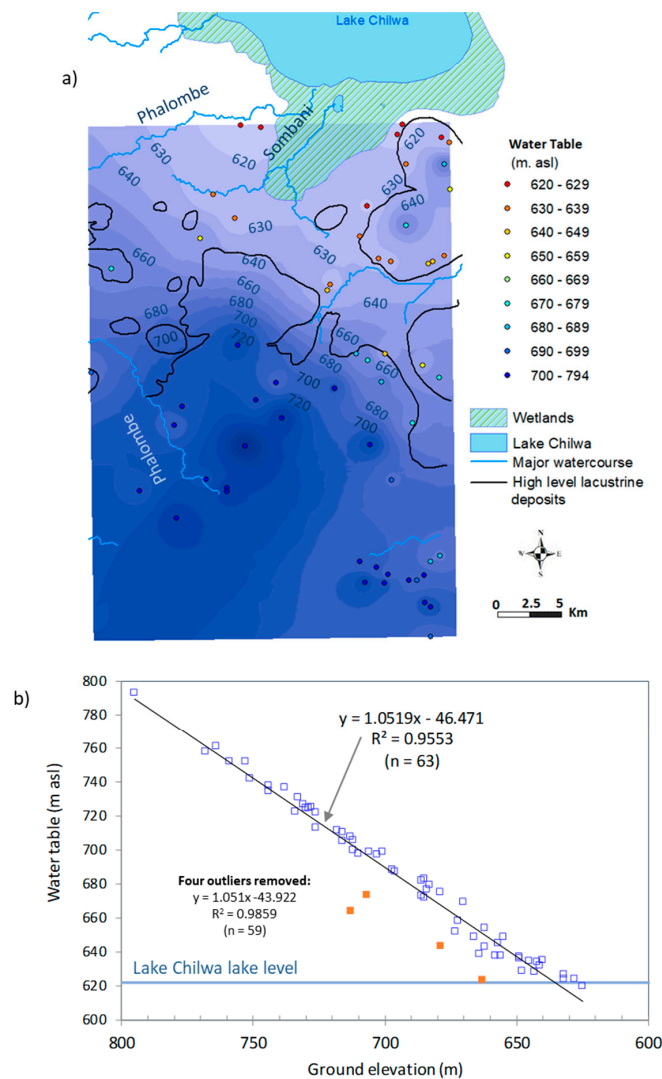 Lake Chilwa
a)
Phalombe
Sombani
620
630
620
640
630
630
640
630
660
630
640
660
640
680
680
700
700
720
660
660
680
720
680
700
Phalombe
Water Table
(m. asl)
620 - 629
630 - 639
640 - 649
650 - 659
660 - 669
670 - 679
680 - 689
690 - 699
700 - 794
Wetlands
Lake Chilwa
Major watercourse
High level lacustrine
deposits
N
W E
S
0 2.5 5
Km
b)
Water table (m asl)
800
780
760
740
720
700
680
660
640
620
600
y = 1.0519x - 46.471
R² = 0.9553
(n = 63)
Four outliers removed:
y = 1.051x -43.922
R² = 0.9859
(n = 59)
Lake Chilwa lake level
800 750 700 650 600
Ground elevation (m)